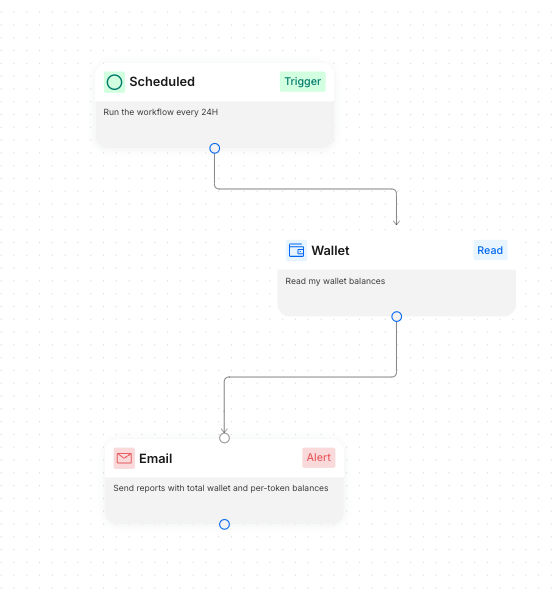 Scheduled Trigger
Run the workflow every 24H
Wallet Read
Read my wallet balances
Email Alert
Send reports with total wallet and per-token balances